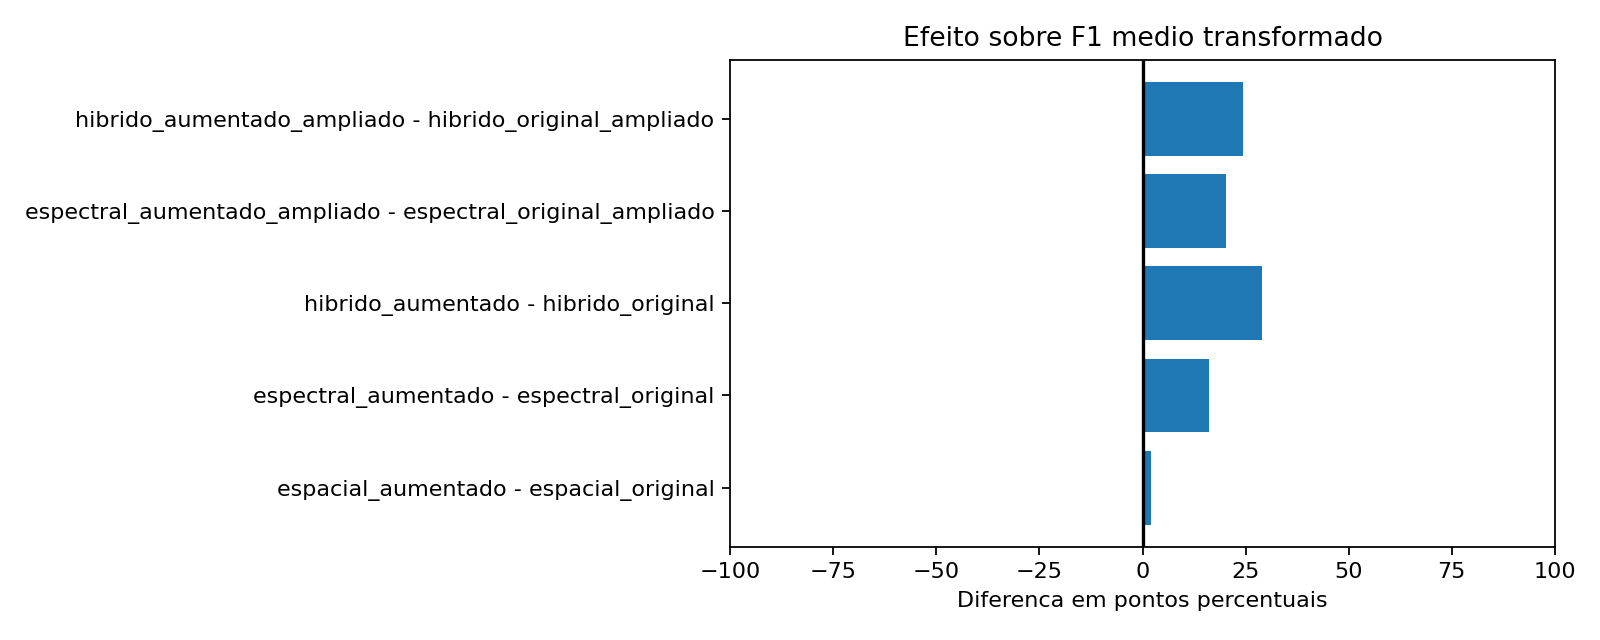 Efeito sobre F1 medio transformado
hibrido_aumentado_ampliado - hibrido_original_ampliado
espectral_aumentado_ampliado - espectral_original_ampliado
hibrido_aumentado - hibrido_original
espectral_aumentado - espectral_original
espacial_aumentado - espacial_original
−100 −75 −50 −25 0 25 50 75 100
Diferenca em pontos percentuais